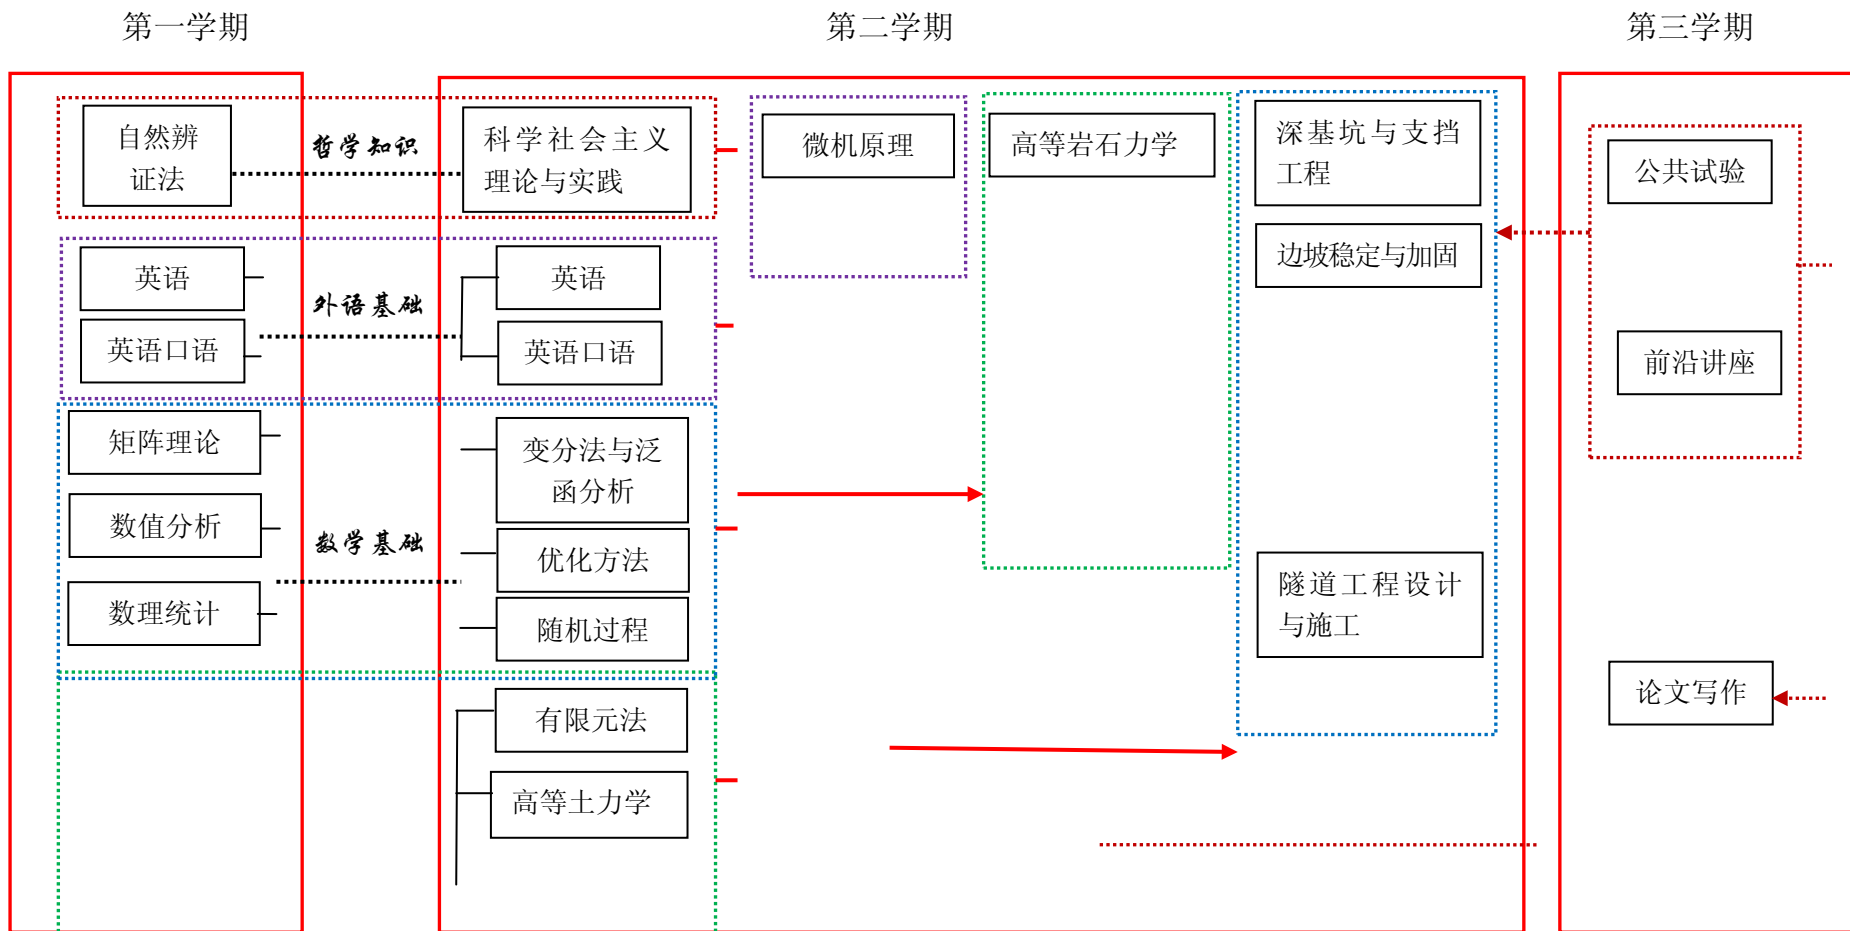 第一学期
第二学期
第三学期
自然辨
证法
哲学知识
科学社会主义
理论与实践
微机原理
高等岩石力学
深基坑与支挡
工程
公共试验
边坡稳定与加固
英语
外语基础
英语
英语口语
英语口语
前沿讲座
矩阵理论
变分法与泛
函分析
数值分析
数学基础
优化方法
隧道工程设计
与施工
数理统计
随机过程
论文写作
有限元法
高等土力学